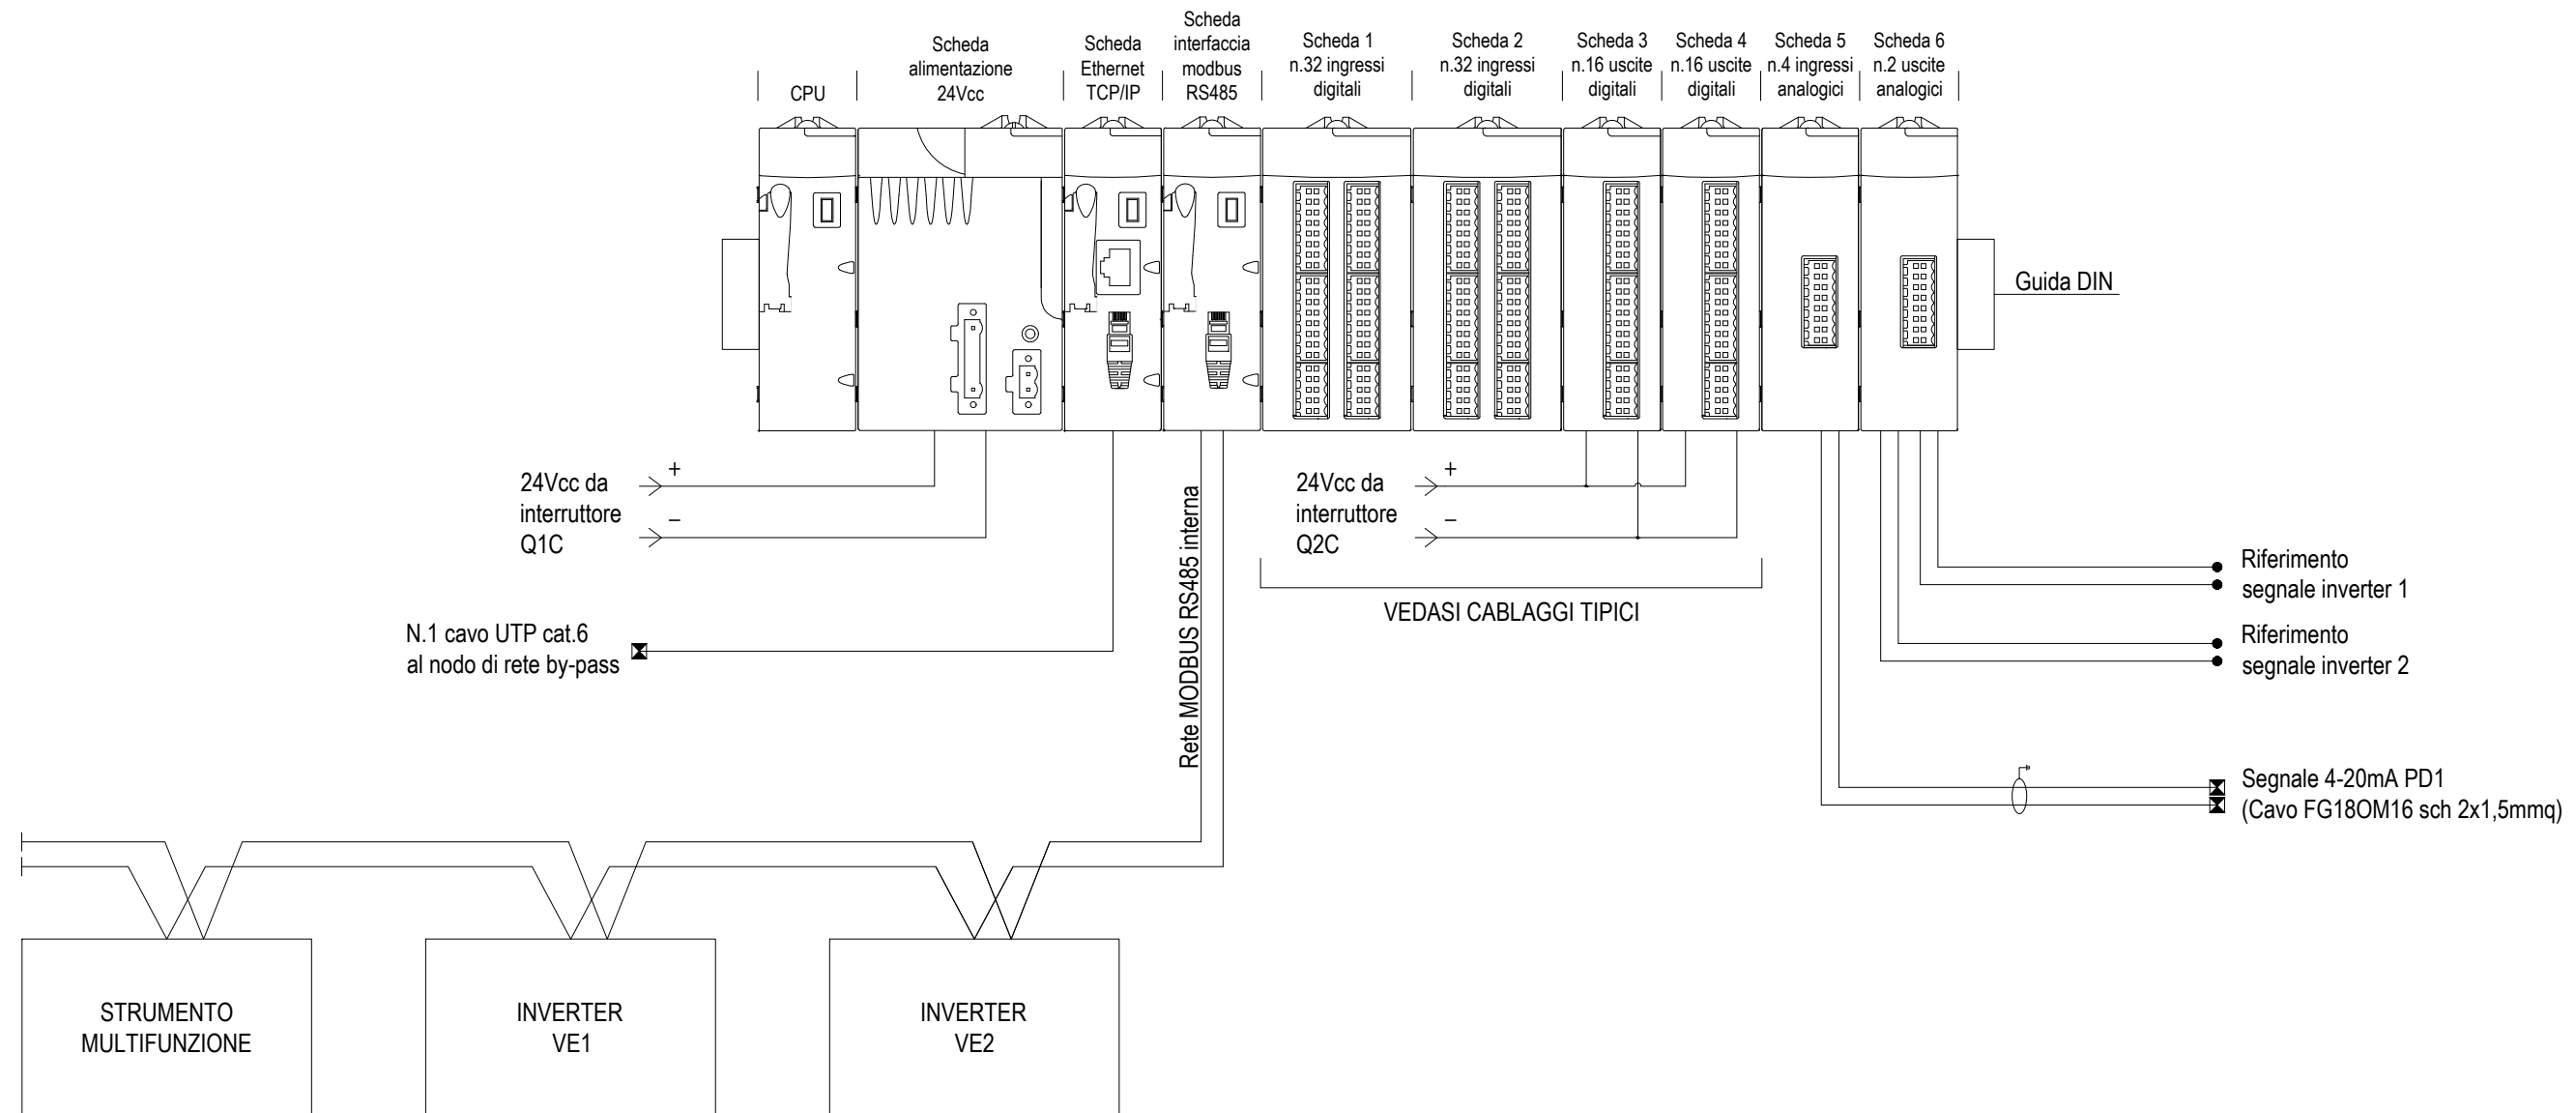 CPU
Scheda
alimentazione
24Vcc
Scheda
Ethernet
TCP/IP
Scheda
interfaccia
modbus
RS485
Scheda 1
n.32 ingressi
digitali
Scheda 2
n.32 ingressi
digitali
Scheda 3
n.16 uscite
digitali
Scheda 4
n.16 uscite
digitali
Scheda 5
n.4 ingressi
analogici
Scheda 6
n.2 uscite
analogici
Guida DIN
24Vcc da
interruttore
Q1C
+
–
24Vcc da
interruttore
Q2C
+
–
VEDASI CABLAGGI TIPICI
N.1 cavo UTP cat.6
al nodo di rete by-pass
Rete MODBUS RS485 interna
Riferimento
segnale inverter 1
Riferimento
segnale inverter 2
Segnale 4-20mA PD1
(Cavo FG18OM16 sch 2x1,5mmq)
STRUMENTO
MULTIFUNZIONE
INVERTER
VE1
INVERTER
VE2